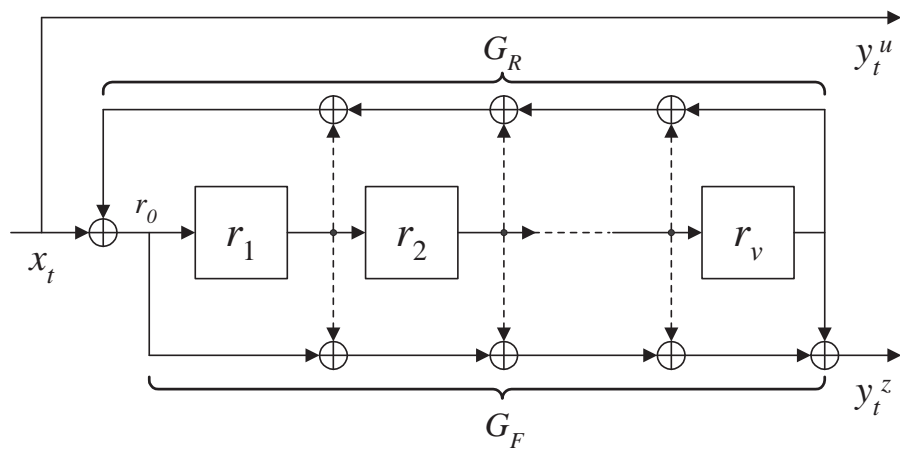 y_t^u
G_R
r_0
r_1
r_2
r_v
x_t
y_t^z
G_F